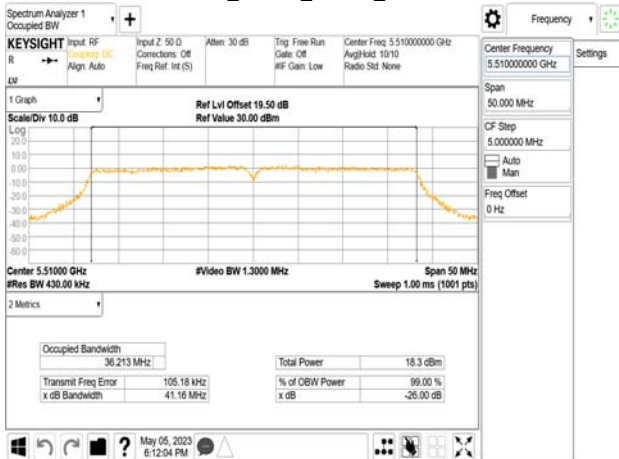 Spectrum Analyzer 1
Occupied BW
Frequency
KEYSIGHT
Input: RF
Coupling: DC
Align: Auto
Input Z: 50 Ω
Corrections: Off
Freq Ref: Int (S)
Atten: 30 dB
Trig: Free Run
Gate: Off
#IF Gain: Low
Center Freq: 5.510000000 GHz
Avg|Hold: 10/10
Radio Std: None
R
Center Frequency
5.510000000 GHz
Settings
Span
50.000 MHz
CF Step
5.000000 MHz
Auto
Man
Freq Offset
0 Hz
1 Graph
Scale/Div 10.0 dB
Ref Lvl Offset 19.50 dB
Ref Value 30.00 dBm
Log
20.0
10.0
0.00
-10.0
-20.0
-30.0
-40.0
-50.0
-60.0
Center 5.51000 GHz
#Video BW 1.3000 MHz
Span 50 MHz
#Res BW 430.00 kHz
Sweep 1.00 ms (1001 pts)
2 Metrics
Occupied Bandwidth
36.213 MHz
Total Power 18.3 dBm
Transmit Freq Error 105.18 kHz
% of OBW Power 99.00 %
x dB Bandwidth 41.16 MHz
x dB -26.00 dB
May 05, 2023
6:12:04 PM